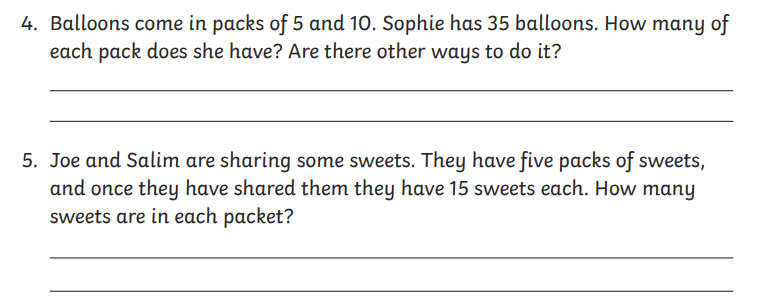 4. Balloons come in packs of 5 and 10. Sophie has 35 balloons. How many of
each pack does she have? Are there other ways to do it?
5. Joe and Salim are sharing some sweets. They have five packs of sweets,
and once they have shared them they have 15 sweets each. How many
sweets are in each packet?